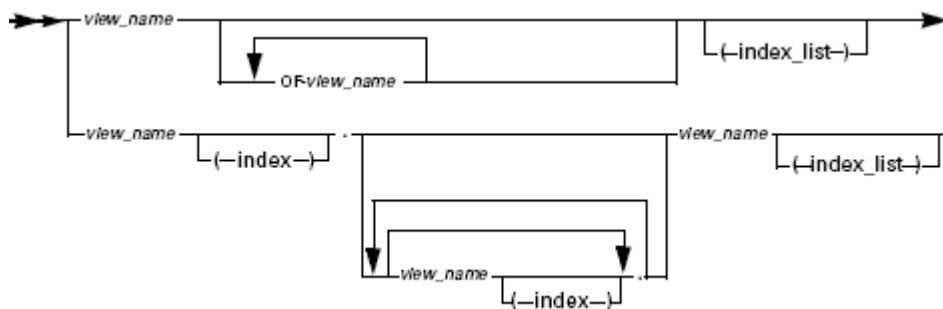 view_name
(index_list)
OF-view_name
view_name (index) . view_name (index_list)
view_name (index) .